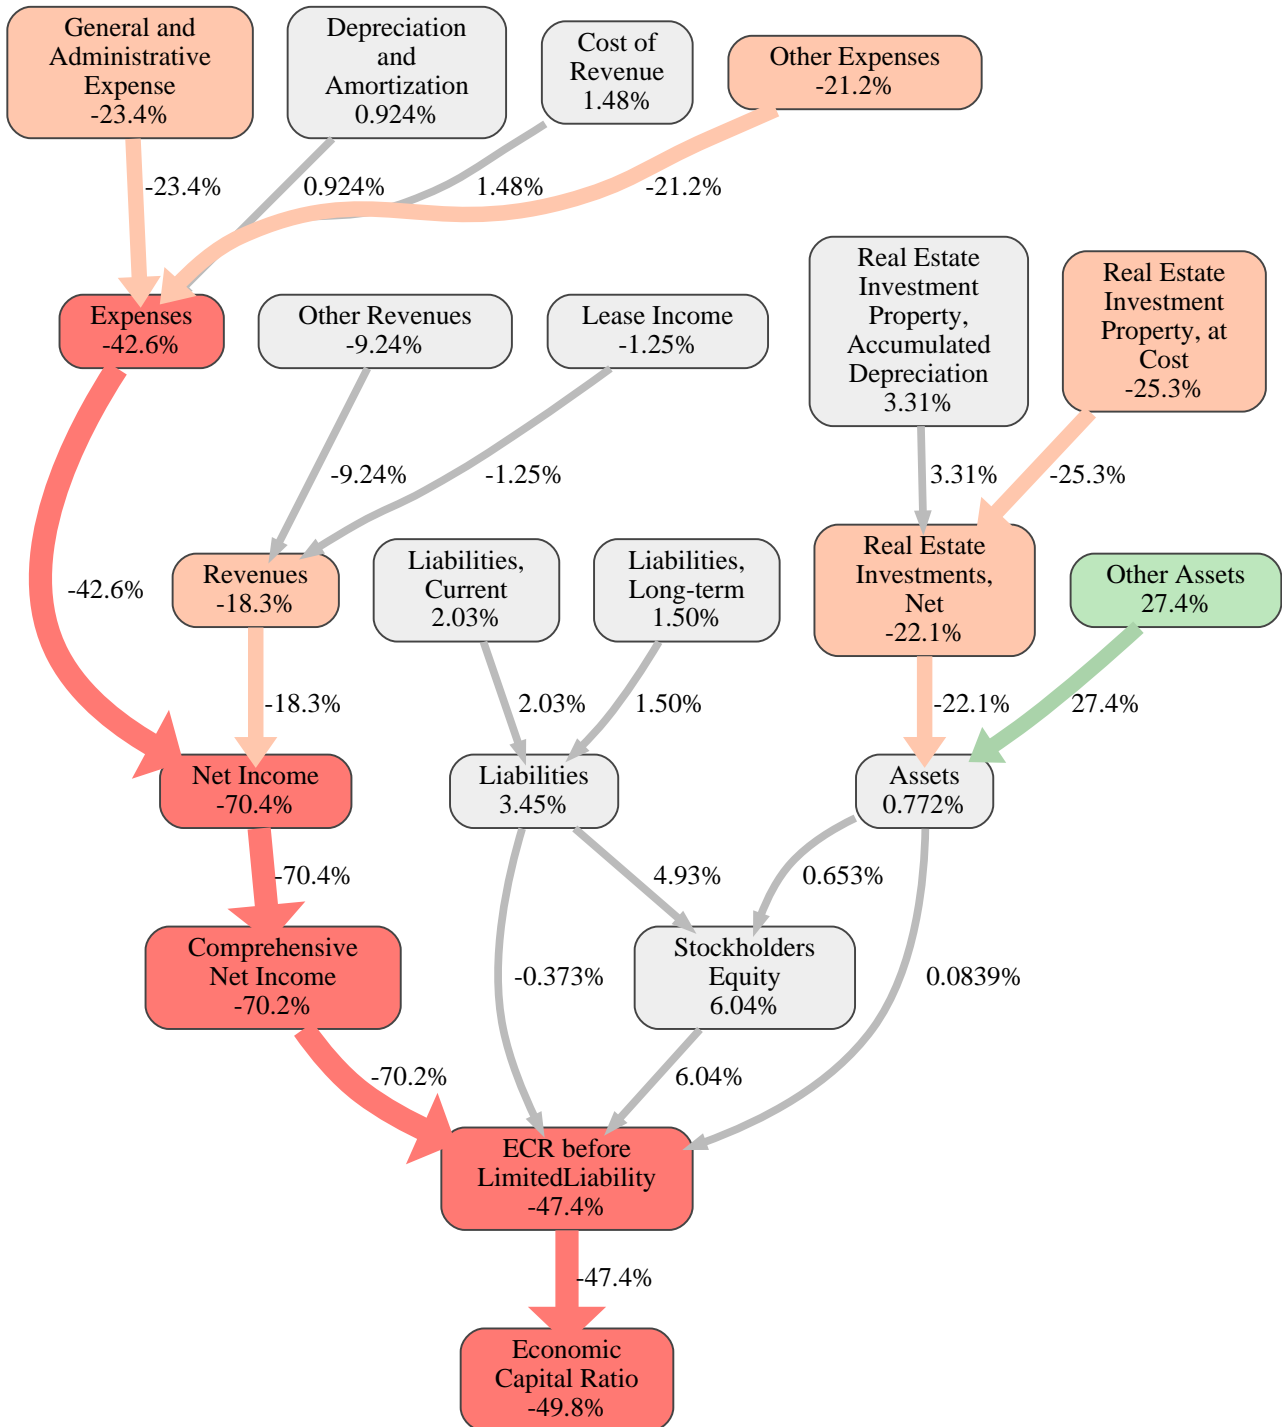 General and
Administrative
Expense
-23.4%
Depreciation
and
Amortization
0.924%
Cost of
Revenue
1.48%
Other Expenses
-21.2%
-23.4%
0.924%
1.48%
-21.2%
Expenses
-42.6%
Other Revenues
-9.24%
Lease Income
-1.25%
Real Estate
Investment
Property,
Accumulated
Depreciation
3.31%
Real Estate
Investment
Property, at
Cost
-25.3%
-9.24%
-1.25%
3.31%
-25.3%
-42.6%
Revenues
-18.3%
Liabilities,
Current
2.03%
Liabilities,
Long-term
1.50%
Real Estate
Investments,
Net
-22.1%
Other Assets
27.4%
-18.3%
2.03%
1.50%
-22.1%
27.4%
Net Income
-70.4%
Liabilities
3.45%
Assets
0.772%
-70.4%
4.93%
0.653%
Comprehensive
Net Income
-70.2%
-0.373%
Stockholders
Equity
6.04%
0.0839%
-70.2%
6.04%
ECR before
LimitedLiability
-47.4%
-47.4%
Economic
Capital Ratio
-49.8%